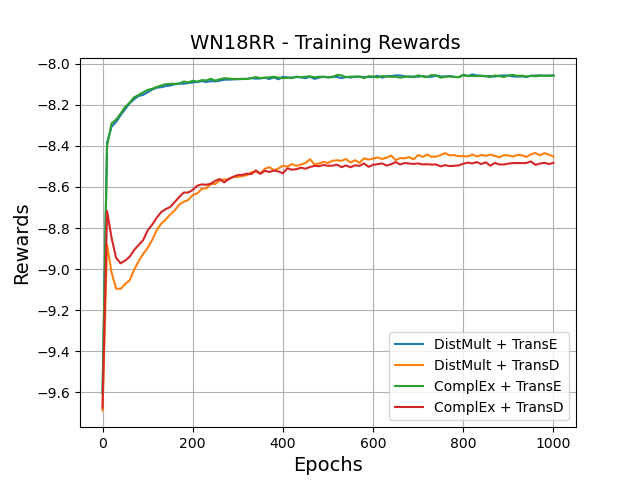 WN18RR - Training Rewards
Rewards
−8.0
−8.2
−8.4
−8.6
−8.8
−9.0
−9.2
−9.4
−9.6
DistMult + TransE
DistMult + TransD
ComplEx + TransE
ComplEx + TransD
0 200 400 600 800 1000
Epochs